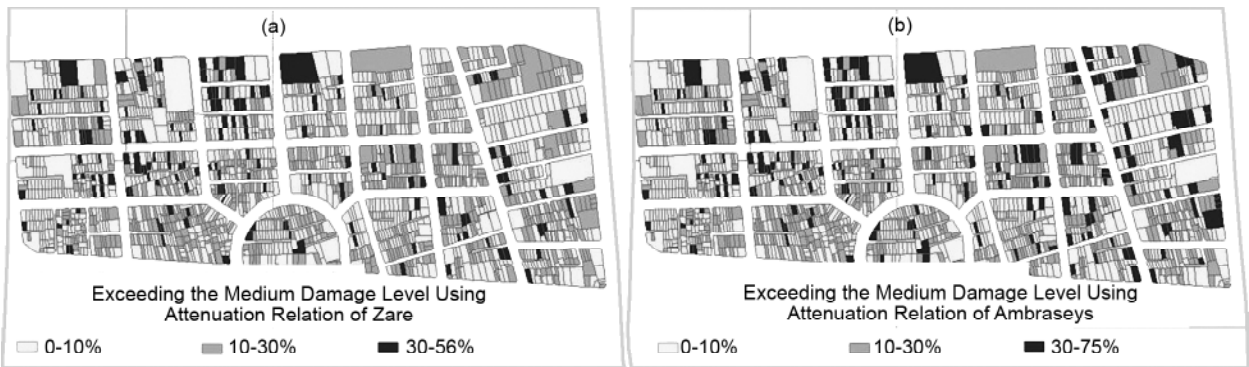 (a)
Exceeding the Medium Damage Level Using
Attenuation Relation of Zare
0-10%
10-30%
30-56%
(b)
Exceeding the Medium Damage Level Using
Attenuation Relation of Ambraseys
0-10%
10-30%
30-75%